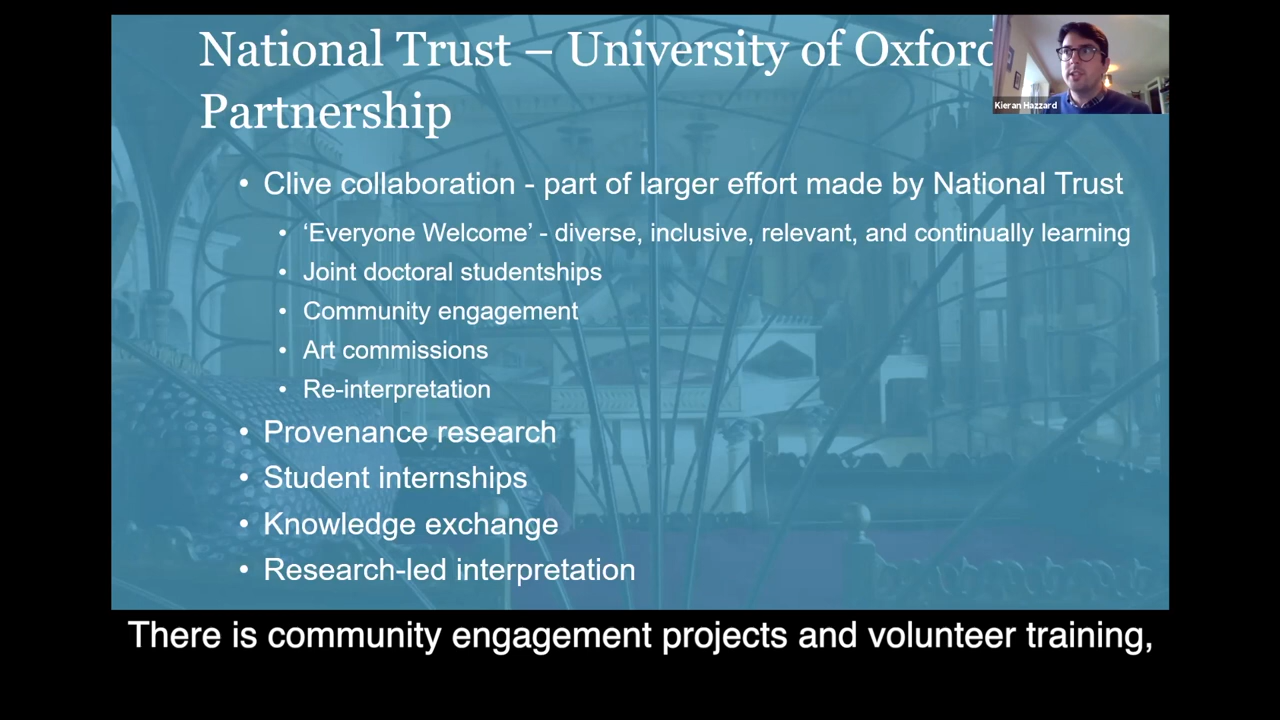 National Trust – University of Oxford
Partnership
Kieran Hazzard
• Clive collaboration - part of larger effort made by National Trust
• ‘Everyone Welcome’ - diverse, inclusive, relevant, and continually learning
• Joint doctoral studentships
• Community engagement
• Art commissions
• Re-interpretation
• Provenance research
• Student internships
• Knowledge exchange
• Research-led interpretation
There is community engagement projects and volunteer training,